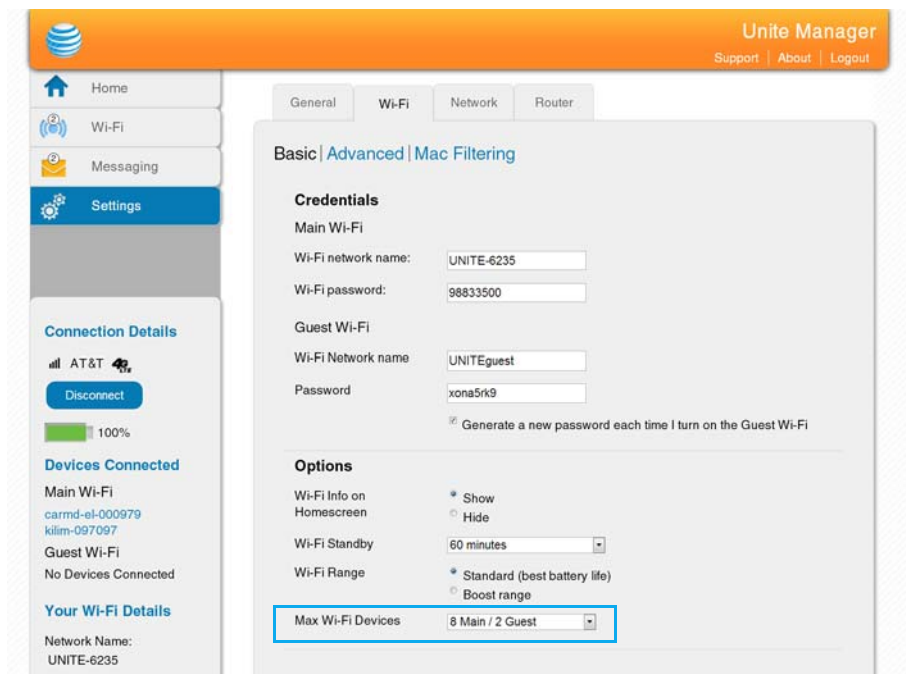 Unite Manager
Support | About | Logout
Home
2
Wi-Fi
2
Messaging
Settings
General Wi-Fi Network Router
Basic | Advanced | Mac Filtering
Credentials
Main Wi-Fi
Wi-Fi network name: UNITE-6235
Wi-Fi password: 98833500
Guest Wi-Fi
Wi-Fi Network name UNITEguest
Password xona5rk9
Generate a new password each time I turn on the Guest Wi-Fi
Options
Wi-Fi Info on
Homescreen
Show
Hide
Wi-Fi Standby 60 minutes
Wi-Fi Range Standard (best battery life)
Boost range
Max Wi-Fi Devices 8 Main / 2 Guest
Connection Details
AT&T 4G LTE
Disconnect
100%
Devices Connected
Main Wi-Fi
carmd-el-000979
kilim-097097
Guest Wi-Fi
No Devices Connected
Your Wi-Fi Details
Network Name:
UNITE-6235